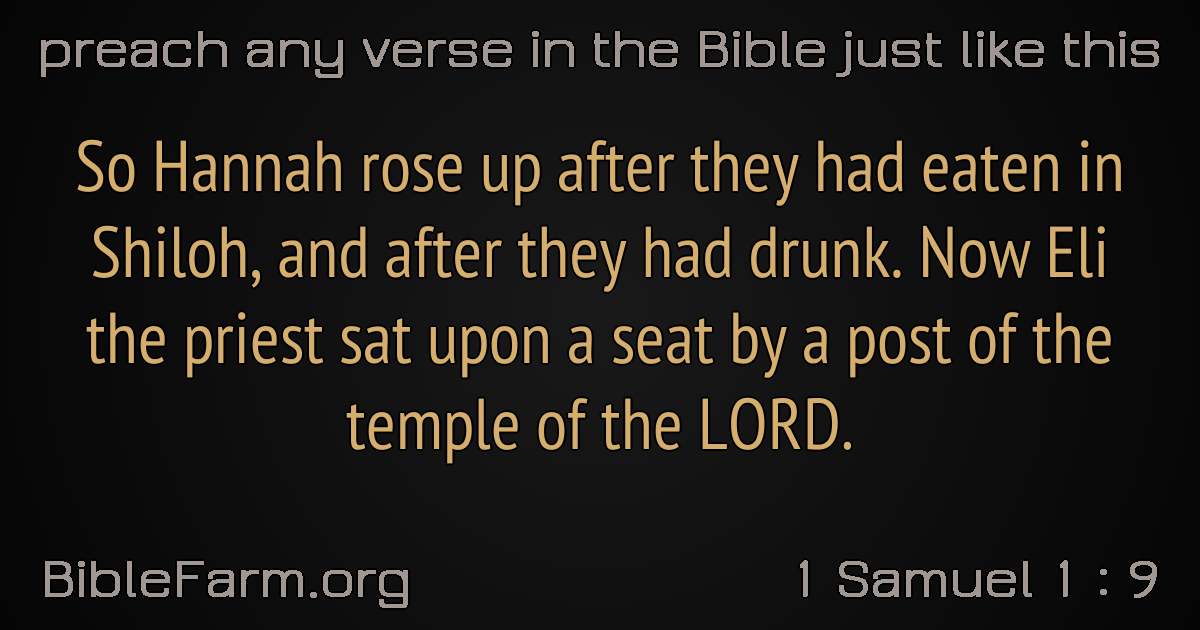 preach any verse in the Bible just like this
So Hannah rose up after they had eaten in
Shiloh, and after they had drunk. Now Eli
the priest sat upon a seat by a post of the
temple of the LORD.
BibleFarm.org
1 Samuel 1 : 9